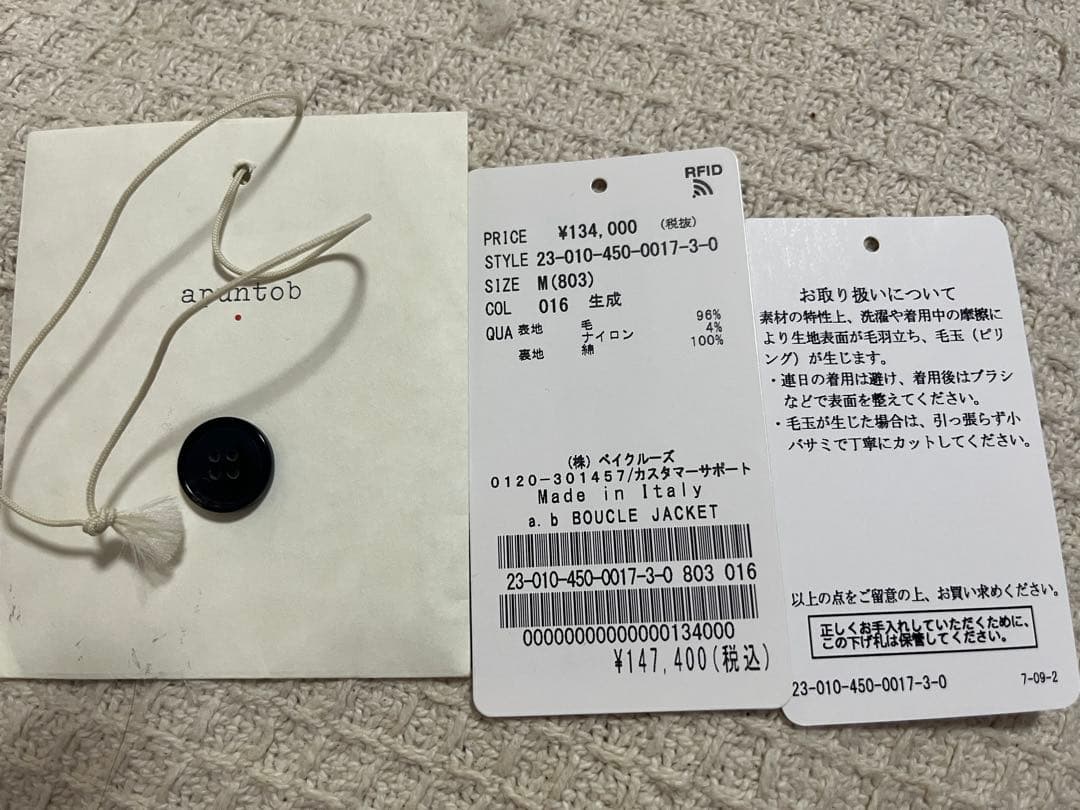 apuntob
RFID
PRICE ¥134,000 (税抜)
STYLE 23-010-450-0017-3-0
SIZE M(803)
COL 016 生成
QUA 表地 毛 96%
ナイロン 4%
裏地 綿 100%
(株) ベイクルーズ
0120-301457/カスタマーサポート
Made in Italy
a.b BOUCLE JACKET
23-010-450-0017-3-0 803 016
00000000000000134000
¥147,400(税込)
お取り扱いについて
素材の特性上、洗濯や着用中の摩擦に
より生地表面が毛羽立ち、毛玉(ピリ
ング)が生じます。
・連日の着用は避け、着用後はブラシ
などで表面を整えてください。
・毛玉が生じた場合は、引っ張らず小
バサミで丁寧にカットしてください。
以上の点をご留意の上、お買い求めください。
正しくお手入れしていただくために、
この下げ札は保管してください。
23-010-450-0017-3-0 7-09-2